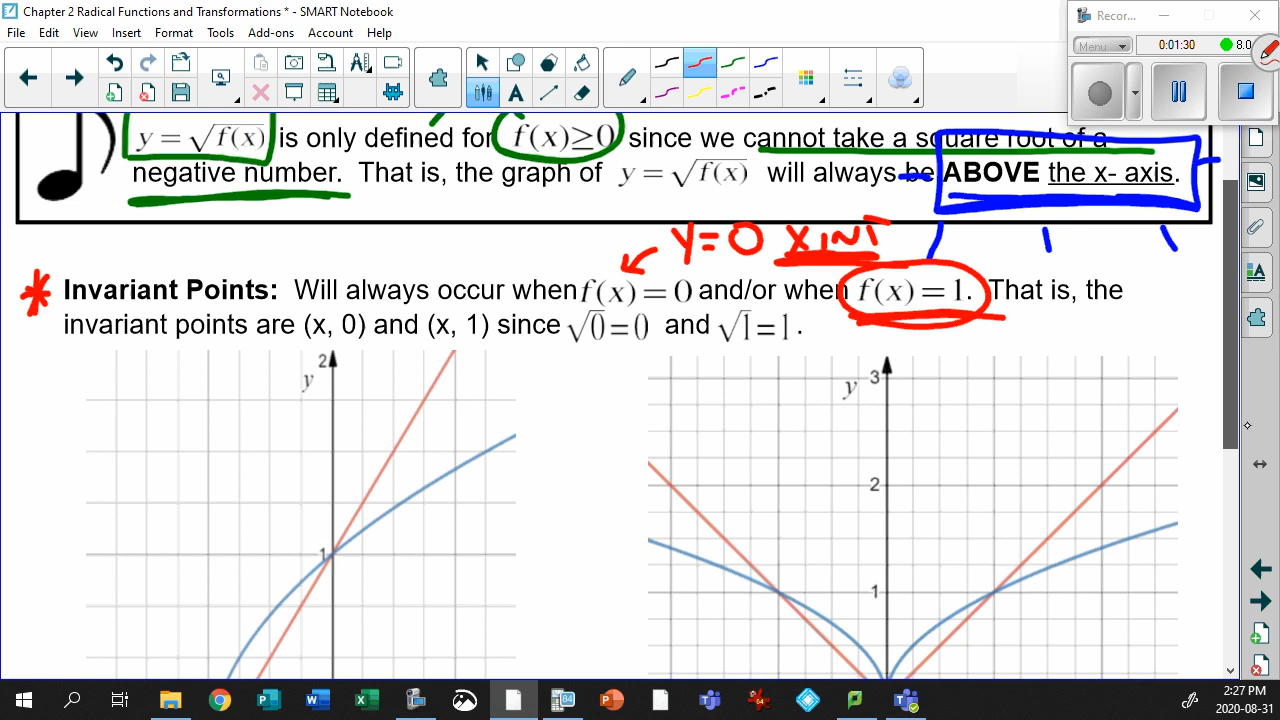 Chapter 2 Radical Functions and Transformations * - SMART Notebook
File Edit View Insert Format Tools Add-ons Account Help
Recor...
Menu 0:01:30 8.0
y = √f(x) is only defined for f(x)≥0 since we cannot take a square root of a
negative number. That is, the graph of y = √f(x) will always be ABOVE the x- axis.
y=0 XINT
* Invariant Points: Will always occur when f(x) = 0 and/or when f(x) = 1. That is, the
invariant points are (x, 0) and (x, 1) since √0 = 0 and √1 = 1 .
2
y
1
y 3
2
1
2:27 PM
2020-08-31